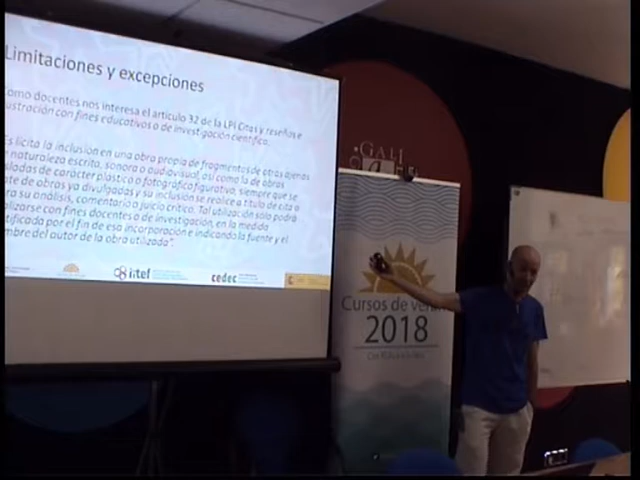 Limitaciones y excepciones
Como docentes nos interesa el artículo 32 de la LPI Citas y reseñas e
ilustración con fines educativos o de investigación científica.
Es lícita la inclusión en una obra propia de fragmentos de otras ajenas
de naturaleza escrita, sonora o audiovisual, así como la de obras
aisladas de carácter plástico o fotográfico figurativo, siempre que se
trate de obras ya divulgadas y su inclusión se realice a título de cita o
para su análisis, comentario o juicio crítico. Tal utilización solo podrá
realizarse con fines docentes o de investigación, en la medida
justificada por el fin de esa incorporación e indicando la fuente y el
nombre del autor de la obra utilizada".
intef
cedec
GALI
Cursos de
2018